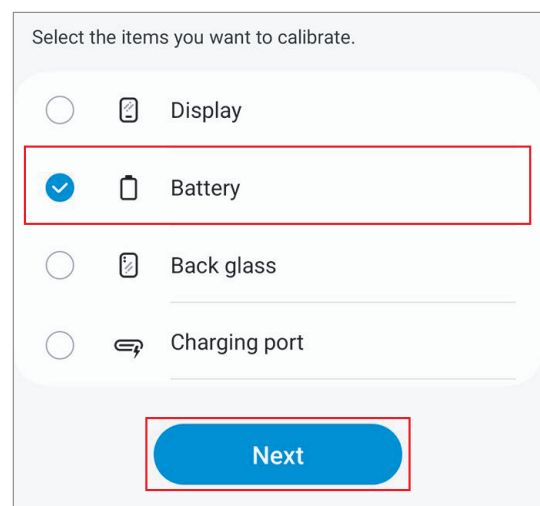 Select the items you want to calibrate.
Display
Battery
Back glass
Charging port
Next